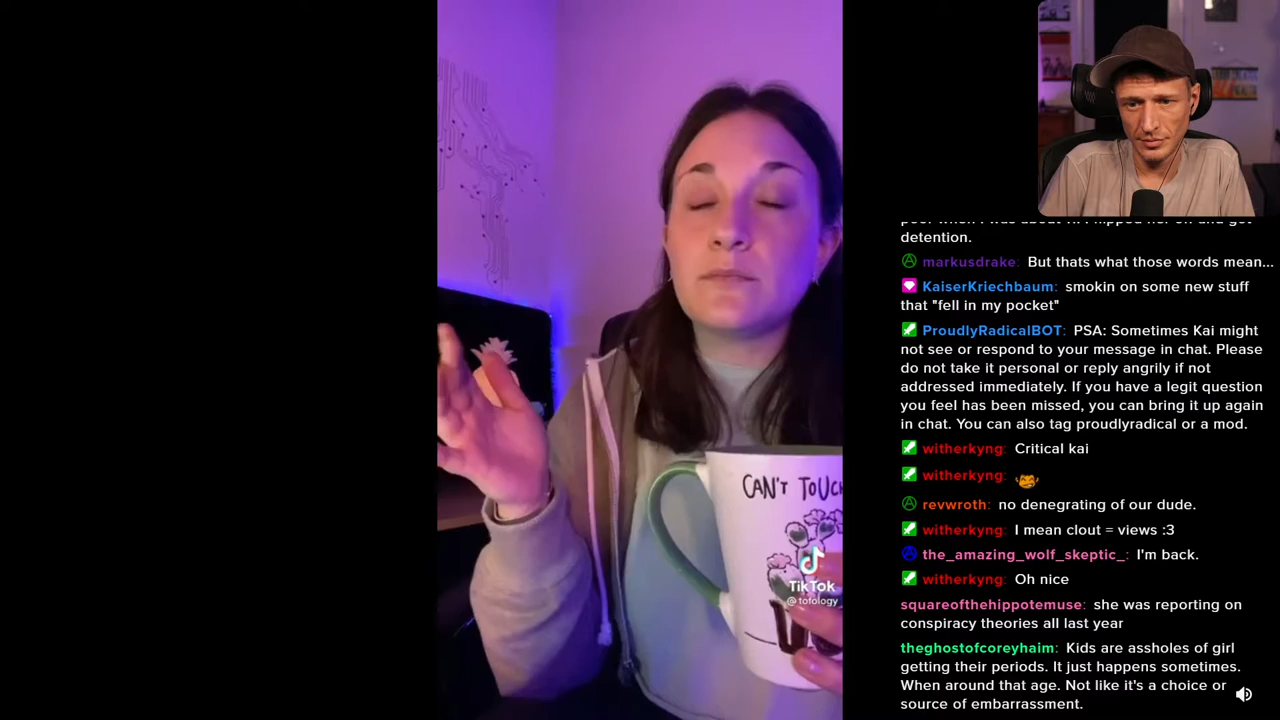 CAN'T TOUCH
TikTok
@tofology
detention.
markusdrake: But thats what those words mean...
KaiserKriechbaum: smokin on some new stuff
that "fell in my pocket"
ProudlyRadicalBOT: PSA: Sometimes Kai might
not see or respond to your message in chat. Please
do not take it personal or reply angrily if not
addressed immediately. If you have a legit question
you feel has been missed, you can bring it up again
in chat. You can also tag proudlyradical or a mod.
witherkyng: Critical kai
witherkyng:
revwroth: no denegrating of our dude.
witherkyng: I mean clout = views :3
the_amazing_wolf_skeptic_: I'm back.
witherkyng: Oh nice
squareofthehippotemuse: she was reporting on
conspiracy theories all last year
theghostofcoreyhaim: Kids are assholes of girl
getting their periods. It just happens sometimes.
When around that age. Not like it's a choice or
source of embarrassment.